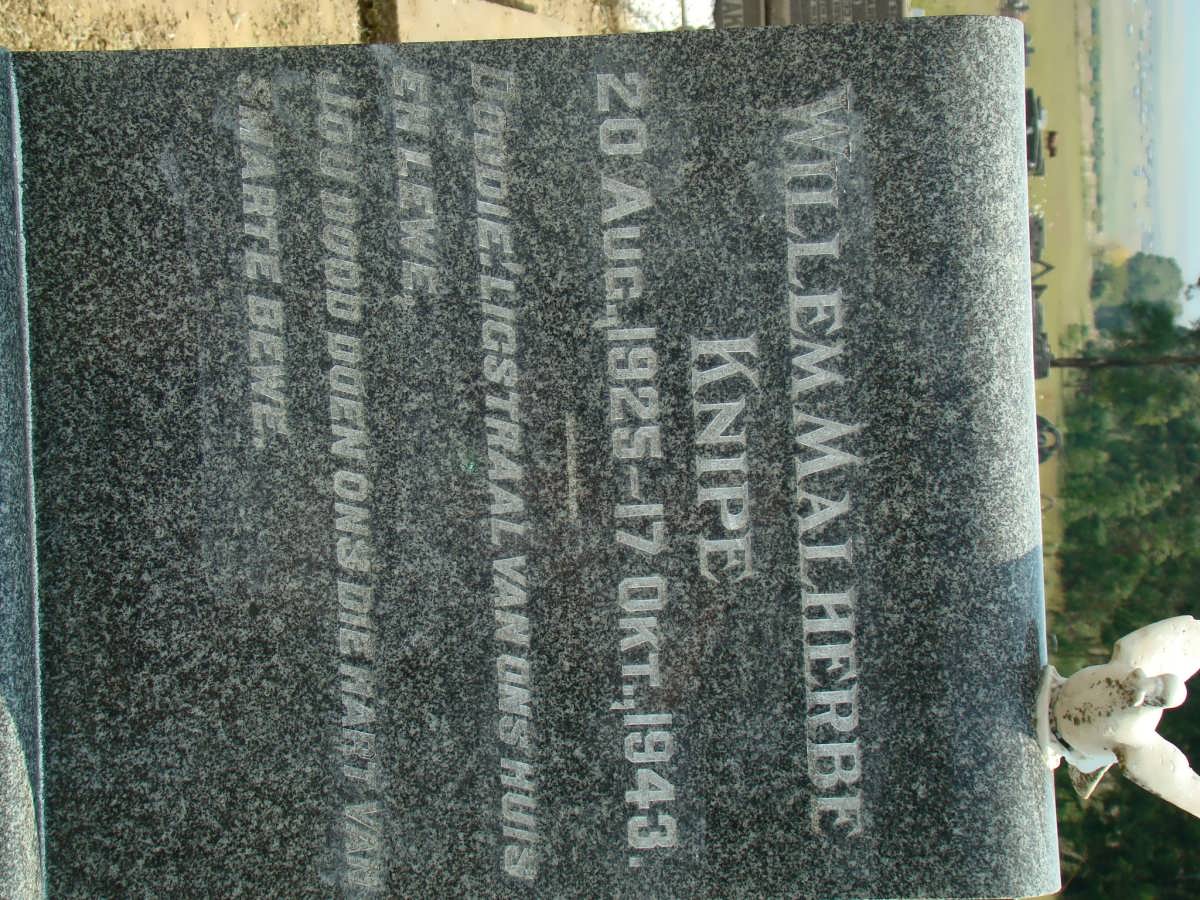 WILLEM MALHERBE
KNIPE
20 AUG., 1925 – 17 OKT., 1943.
DOUDJIE, LIGSTRAAL VAN ONS HUIS
EN LEWE,
JOU DOOD DOEN ONS DIE HART VAN
SMARTE BEWE.